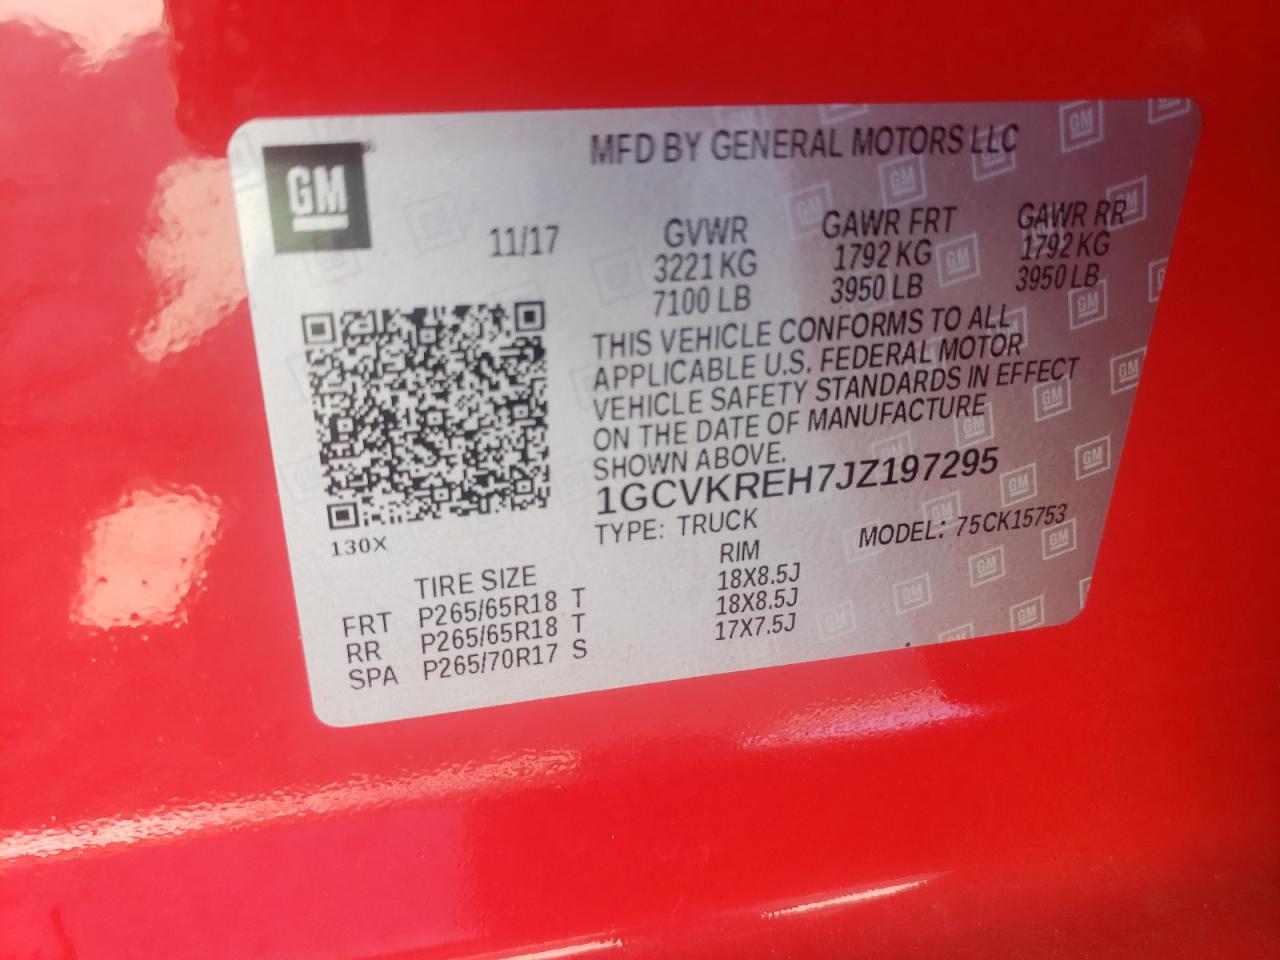 GM
MFD BY GENERAL MOTORS LLC
11/17
GVWR GAWR FRT GAWR RR
3221 KG 1792 KG 1792 KG
7100 LB 3950 LB 3950 LB
THIS VEHICLE CONFORMS TO ALL
APPLICABLE U.S. FEDERAL MOTOR
VEHICLE SAFETY STANDARDS IN EFFECT
ON THE DATE OF MANUFACTURE
SHOWN ABOVE.
1GCVKREH7JZ197295
TYPE: TRUCK MODEL: 75CK15753
130X
TIRE SIZE RIM
FRT P265/65R18 T 18X8.5J
RR P265/65R18 T 18X8.5J
SPA P265/70R17 S 17X7.5J